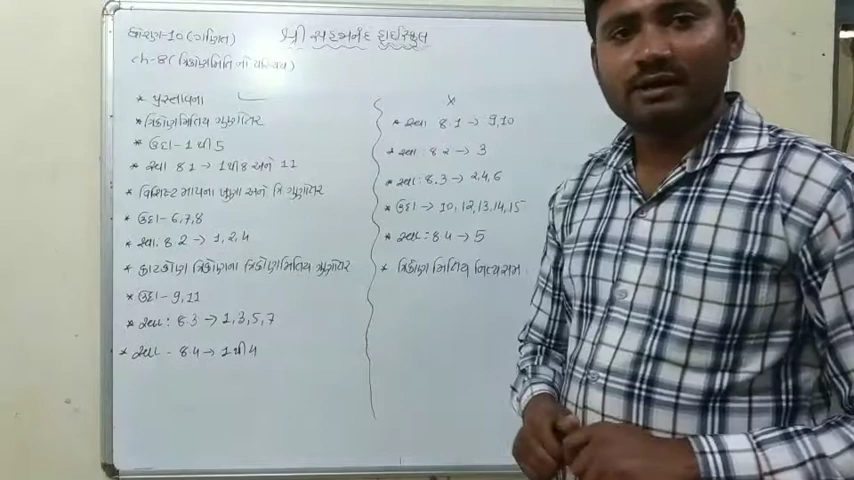 ધોરણ-10 (ગણિત)
શ્રી સહજાનંદ હાઈસ્કૂલ
ch-8 (ત્રિકોણમિતિનો પરિચય)
* પ્રસ્તાવના
* ત્રિકોણમિતિય ગુણોત્તર
* ઉદા-1 થી 5
* સ્વા 8.1 → 1 થી 8 અને 11
* વિશિષ્ટ માપના ખૂણા અને ત્રિ ગુણોત્તર
* ઉદા-6,7,8
* સ્વા. 8.2 → 1,2,4
* કાટકોણ ત્રિકોણના ત્રિકોણમિતિય ગુણોત્તર
* ઉદા-9,11
* સ્વા: 8.3 → 1,3,5,7
* સ્વા - 8.4 → 1 થી 4
x
* સ્વા. 8.1 → 9,10
* સ્વા: 8.2 → 3
* સ્વા: 8.3 → 2,4,6
* ઉદા → 10,12,13,14,15
* સ્વા: 8.4 → 5
* ત્રિકોણમિતિય નિત્યસમ